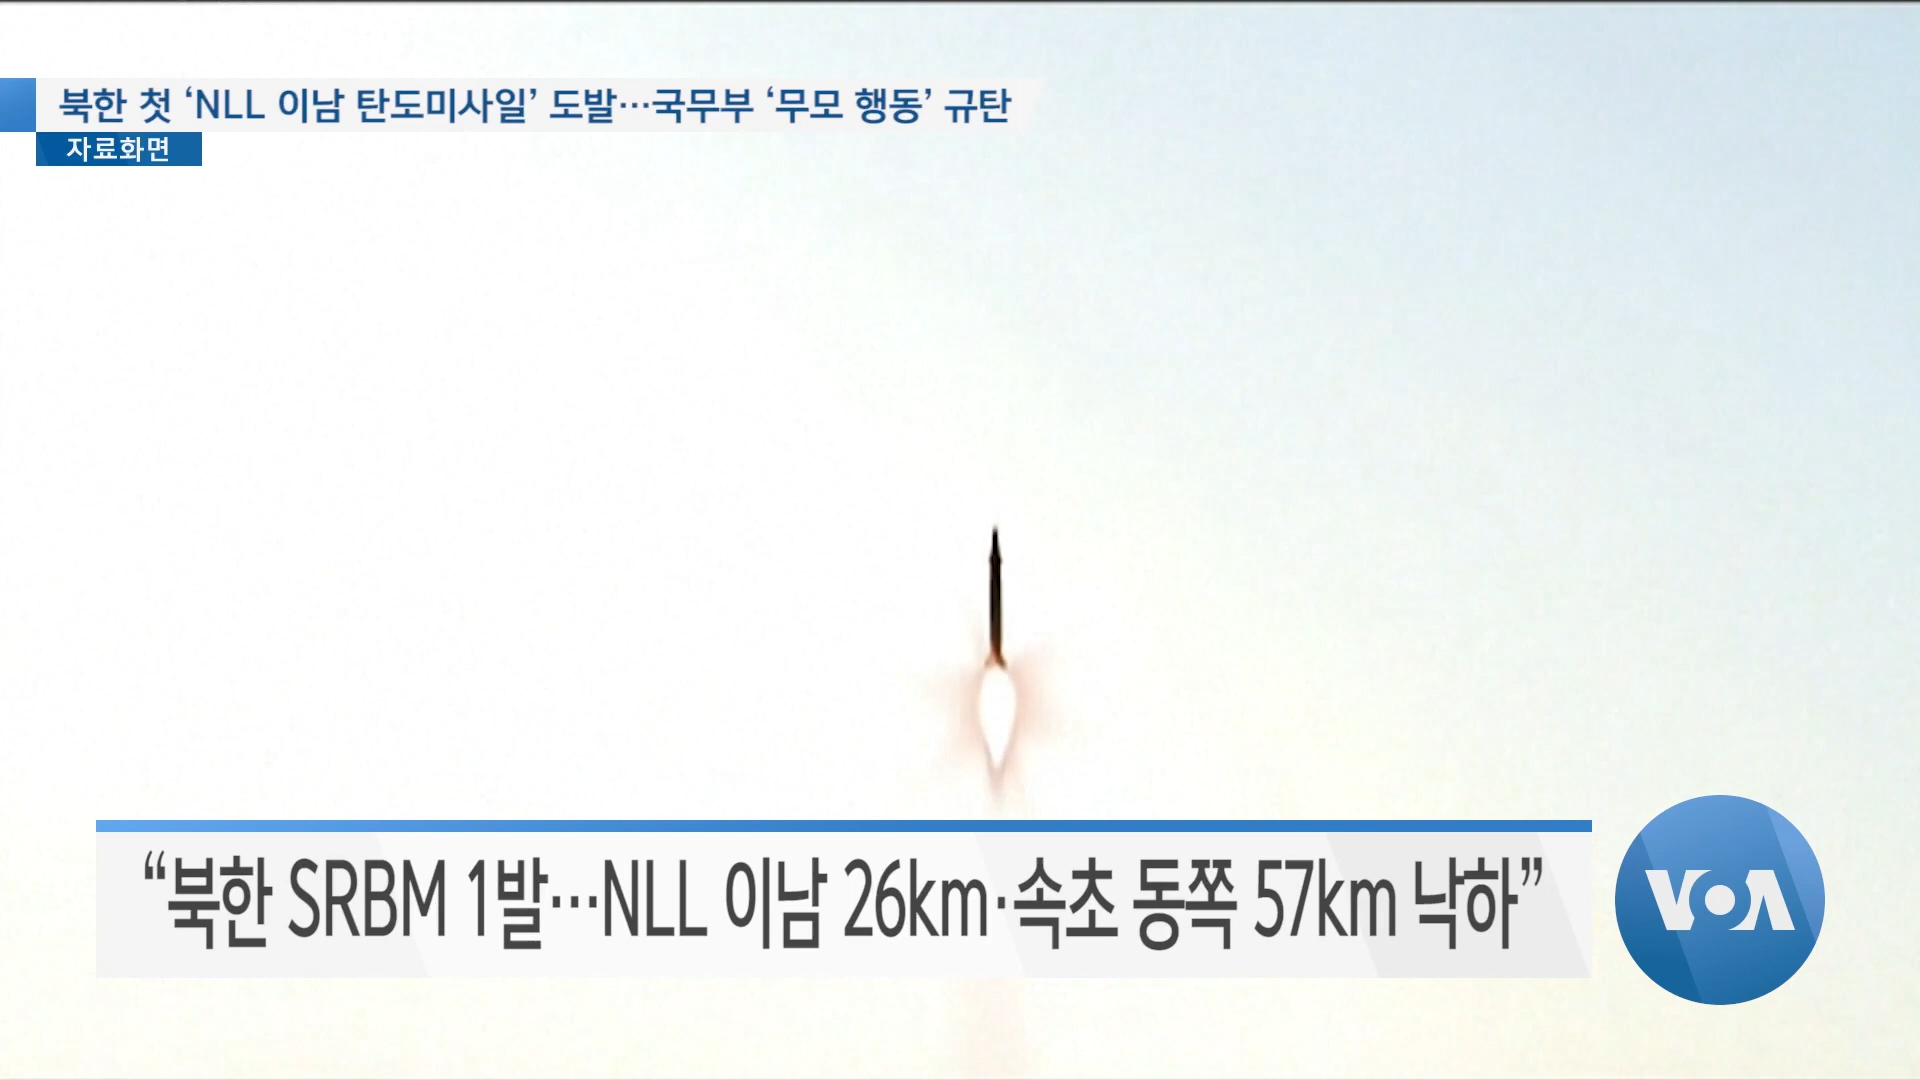 북한 첫 ‘NLL 이남 탄도미사일’ 도발…국무부 ‘무모 행동’ 규탄
자료화면
“북한 SRBM 1발…NLL 이남 26km·속초 동쪽 57km 낙하”
VOA